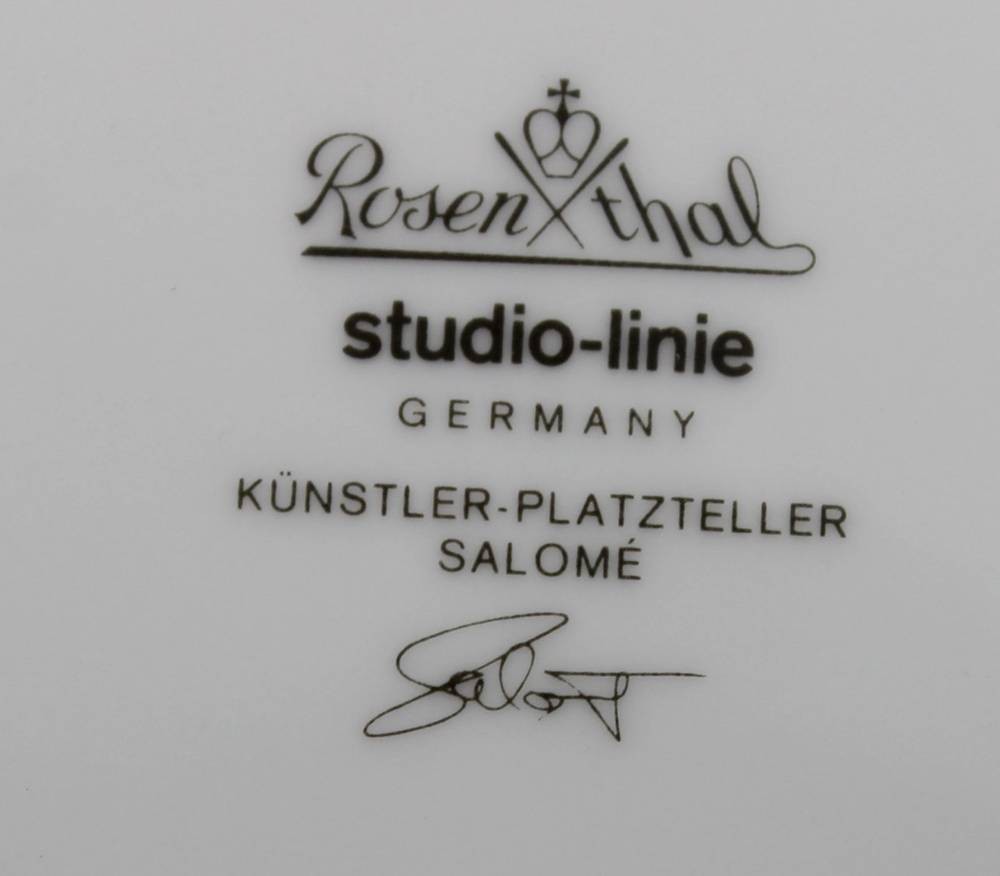 Rosenthal
studio-linie
GERMANY
KÜNSTLER-PLATZTELLER
SALOMÉ